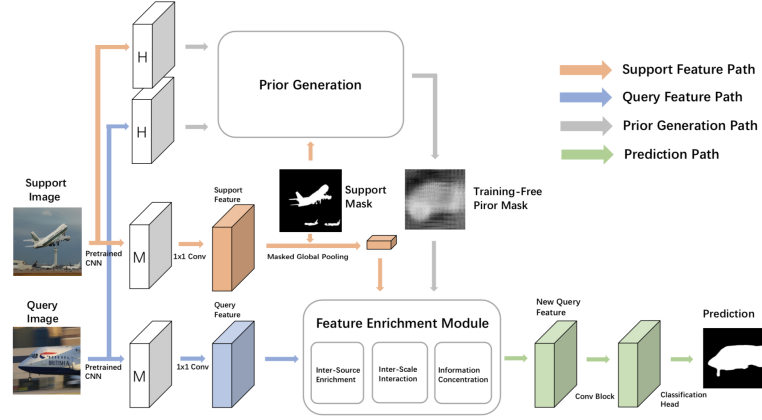 H
H
Prior Generation
Support Feature Path
Query Feature Path
Prior Generation Path
Prediction Path
Support
Image
Support
Feature
Support
Mask
Training-Free
Piror Mask
Pretrained
CNN
M
1x1 Conv
Masked Global Pooling
Query
Image
Query
Feature
Feature Enrichment Module
New Query
Feature
Prediction
Inter-Source
Enrichment
Inter-Scale
Interaction
Information
Concentration
Pretrained
CNN
M
1x1 Conv
Conv Block
Classification
Head